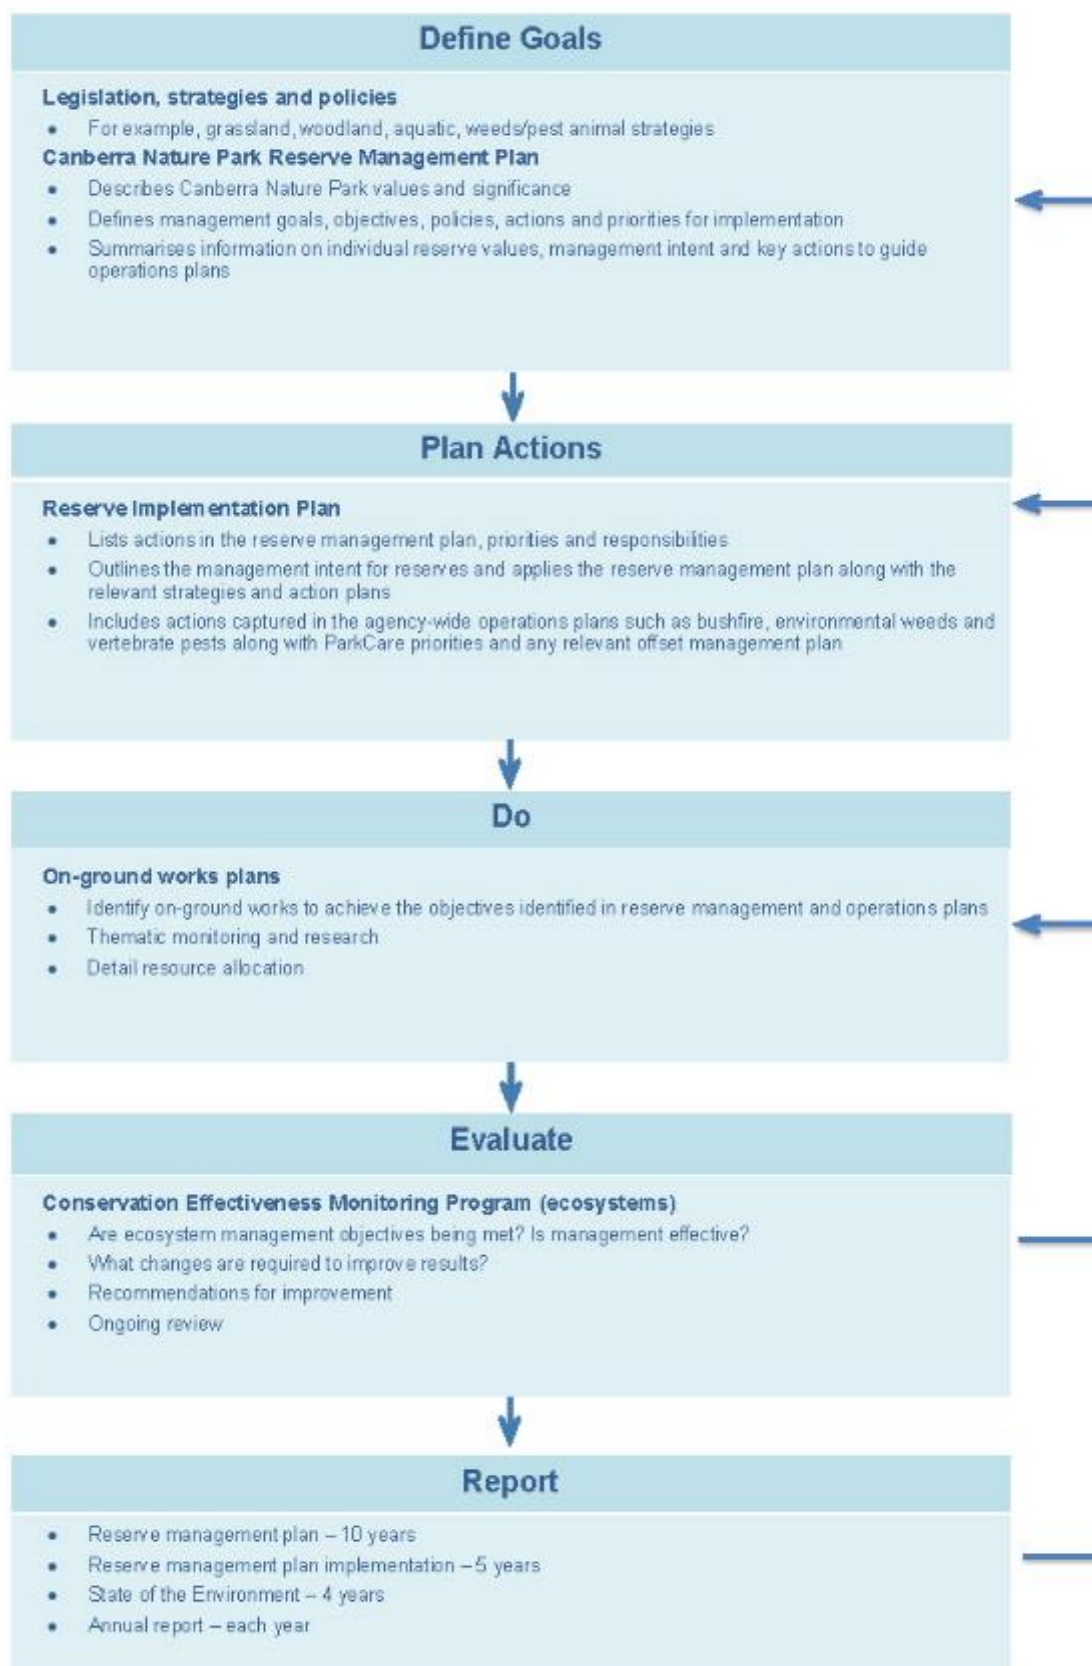 Define Goals
Legislation, strategies and policies
• For example, grassland, woodland, aquatic, weeds/pest animal strategies
Canberra Nature Park Reserve Management Plan
• Describes Canberra Nature Park values and significance
• Defines management goals, objectives, policies, actions and priorities for implementation
• Summarises information on individual reserve values, management intent and key actions to guide
operations plans
Plan Actions
Reserve Implementation Plan
• Lists actions in the reserve management plan, priorities and responsibilities
• Outlines the management intent for reserves and applies the reserve management plan along with the
relevant strategies and action plans
• Includes actions captured in the agency-wide operations plans such as bushfire, environmental weeds and
vertebrate pests along with ParkCare priorities and any relevant offset management plan
Do
On-ground works plans
• Identify on-ground works to achieve the objectives identified in reserve management and operations plans
• Thematic monitoring and research
• Detail resource allocation
Evaluate
Conservation Effectiveness Monitoring Program (ecosystems)
• Are ecosystem management objectives being met? Is management effective?
• What changes are required to improve results?
• Recommendations for improvement
• Ongoing review
Report
• Reserve management plan – 10 years
• Reserve management plan implementation – 5 years
• State of the Environment – 4 years
• Annual report – each year